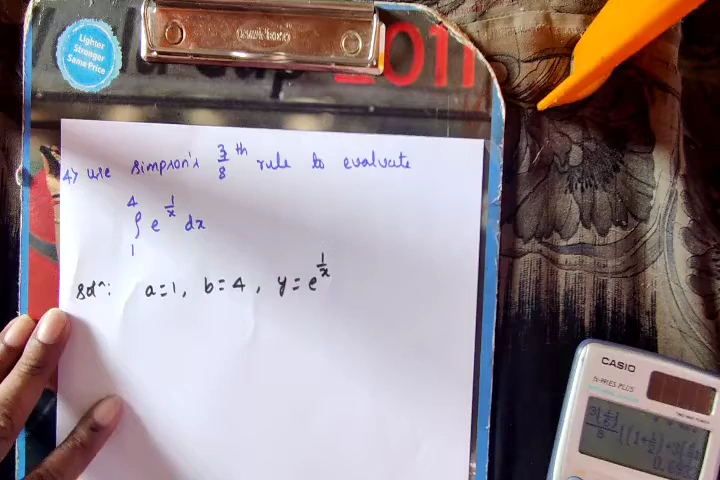 Lighter
Stronger
Same Price
2011
4) use simpson's 3/8 th rule to evaluate
∫₁⁴ e^(1/x) dx
Solⁿ: a=1, b=4, y=e^(1/x)
CASIO